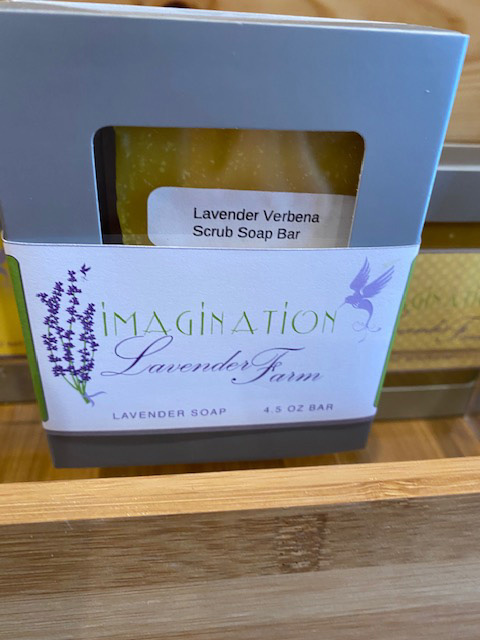 Lavender Verbena
Scrub Soap Bar
IMAGINATION
Lavender Farm
LAVENDER SOAP 4.5 OZ BAR